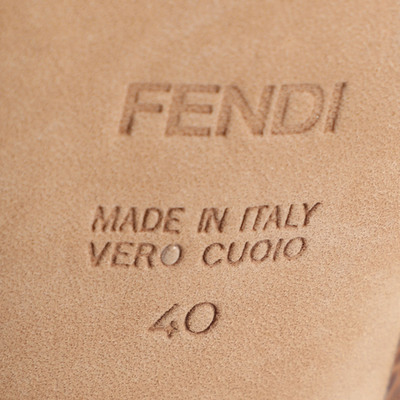 FENDI
MADE IN ITALY
VERO CUOIO
40